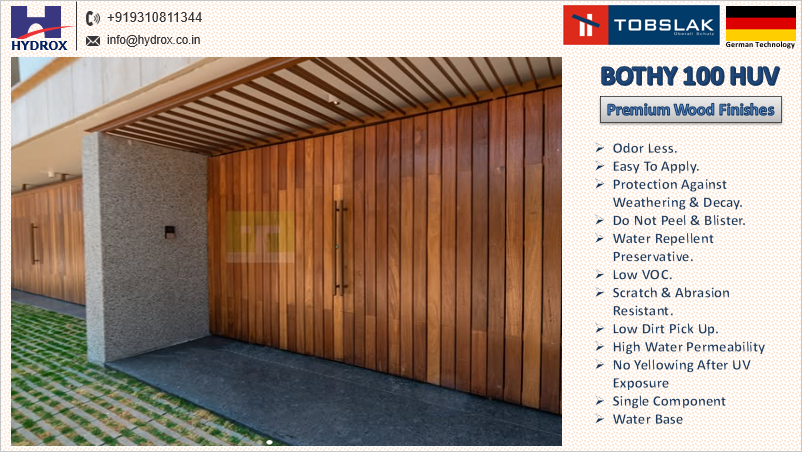 HYDROX
+919310811344
info@hydrox.co.in
TOBSLAK
Oberall Schutz
German Technology
BOTHY 100 HUV
Premium Wood Finishes
Odor Less.
Easy To Apply.
Protection Against
Weathering & Decay.
Do Not Peel & Blister.
Water Repellent
Preservative.
Low VOC.
Scratch & Abrasion
Resistant.
Low Dirt Pick Up.
High Water Permeability
No Yellowing After UV
Exposure
Single Component
Water Base